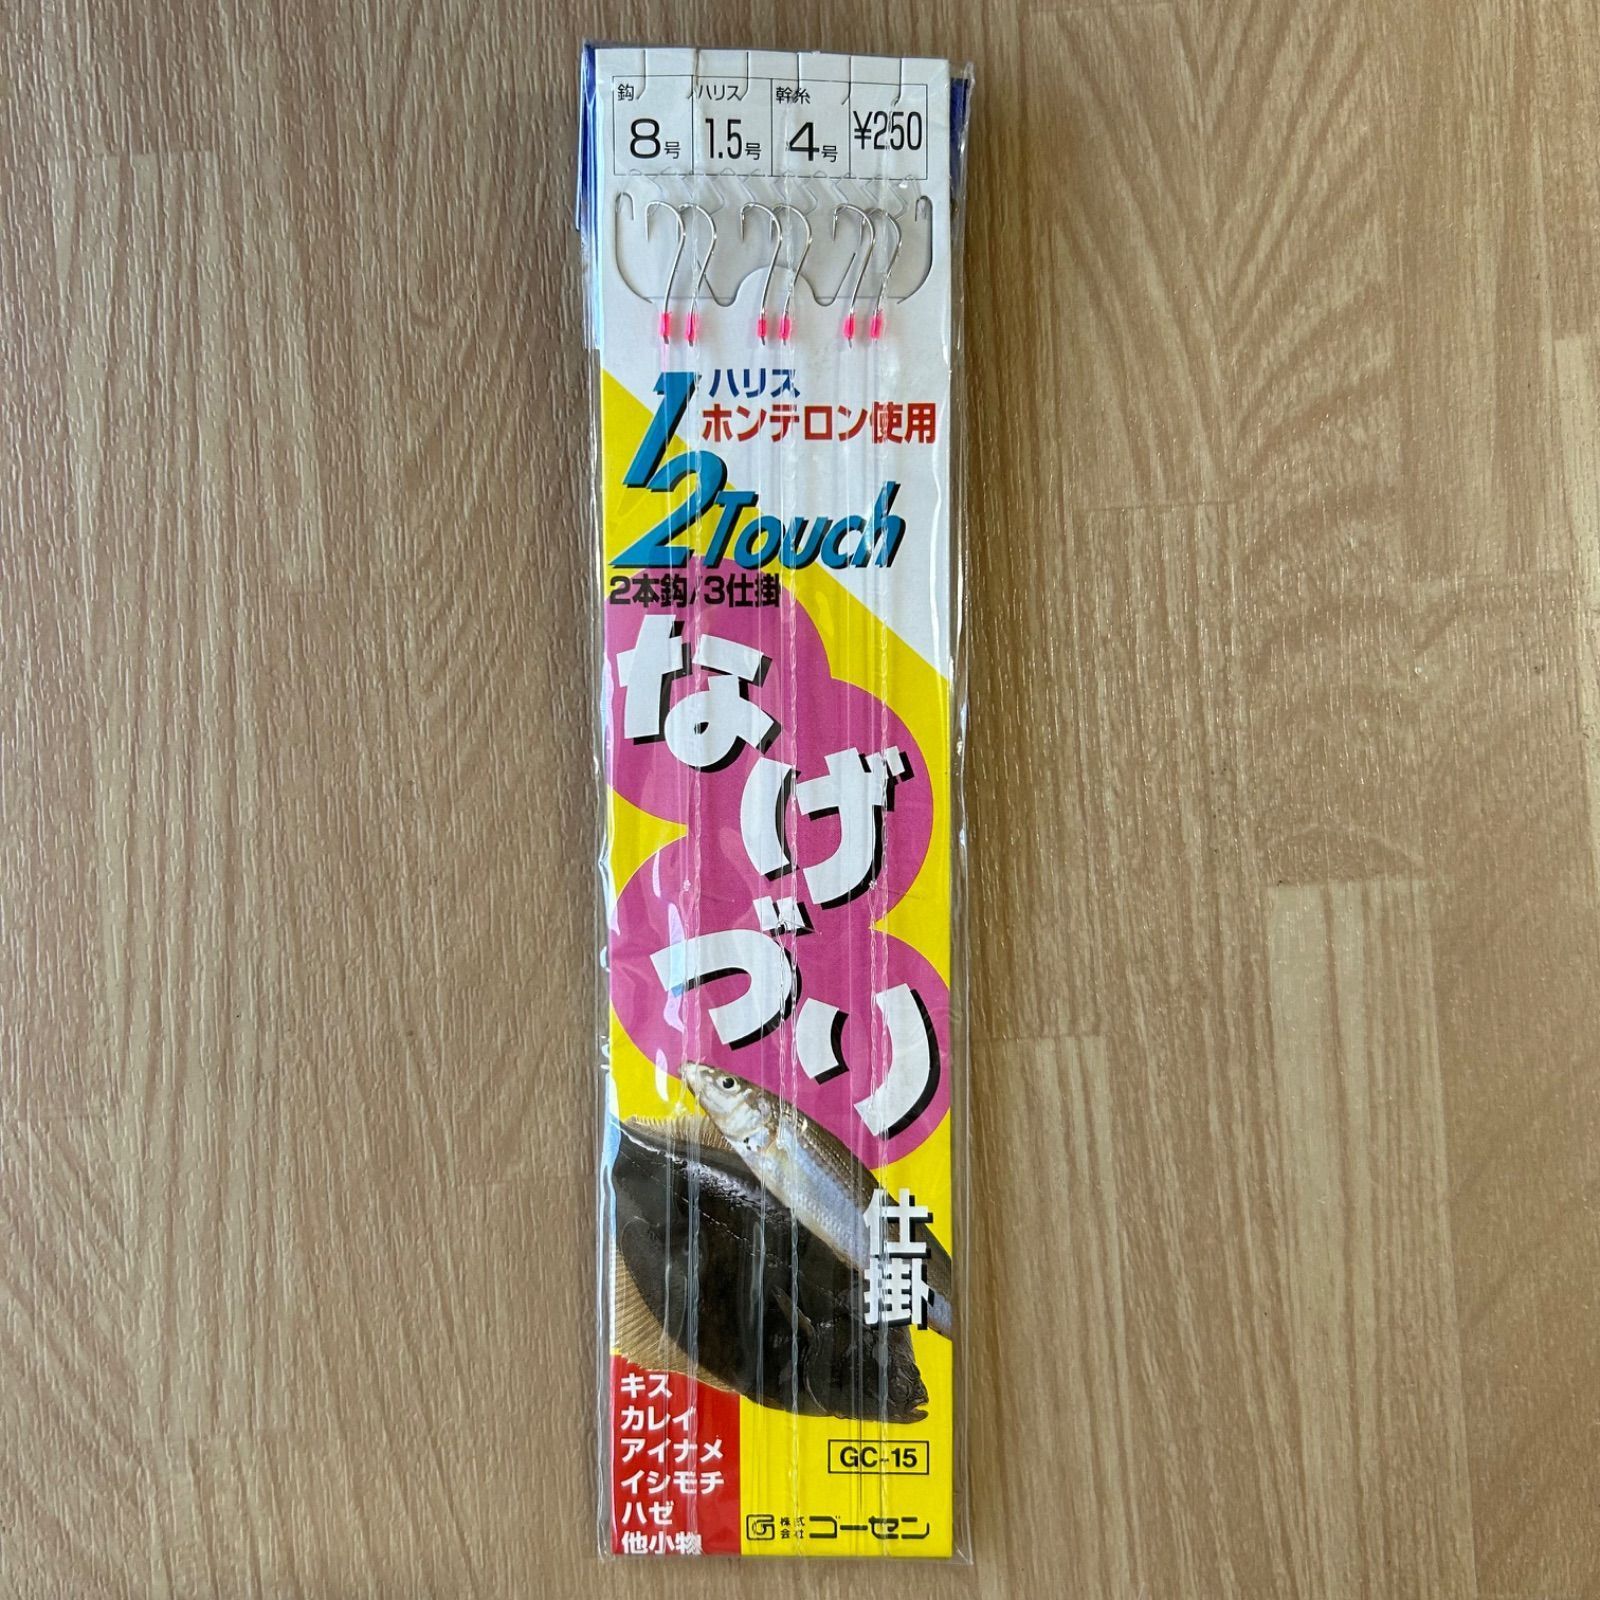 鈎 ハリス 幹糸
8号 1.5号 4号 ¥250
ハリス
ホンテロン使用
12Touch
2本鈎/3仕掛
なげづり
仕掛
キス
カレイ
アイナメ
イシモチ
ハゼ
他小物
GC-15
株式会社 ゴーセン